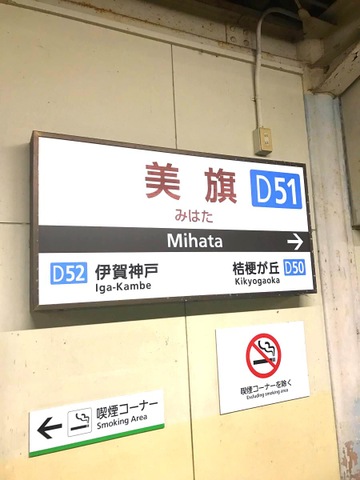 美旗 D51
みはた
Mihata →
D52 伊賀神戸 桔梗が丘 D50
Iga-Kambe Kikyogaoka
喫煙コーナーを除く
Excluding smoking area
← 喫煙コーナー
Smoking Area